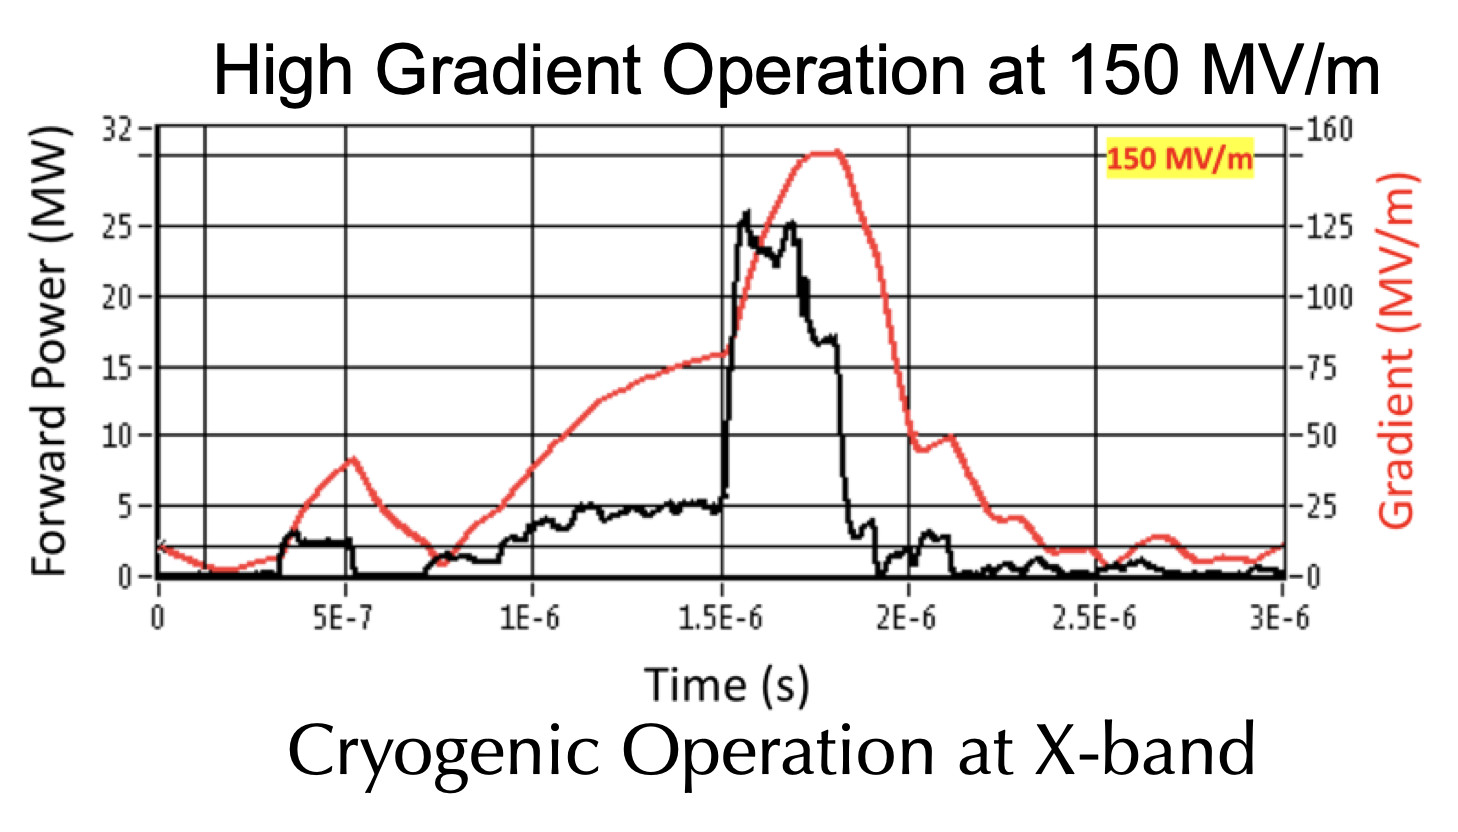 High Gradient Operation at 150 MV/m
Forward Power (MW)
32
25
20
15
10
5
0
150 MV/m
160
125
100
75
50
25
0
Gradient (MV/m)
0 5E-7 1E-6 1.5E-6 2E-6 2.5E-6 3E-6
Time (s)
Cryogenic Operation at X-band